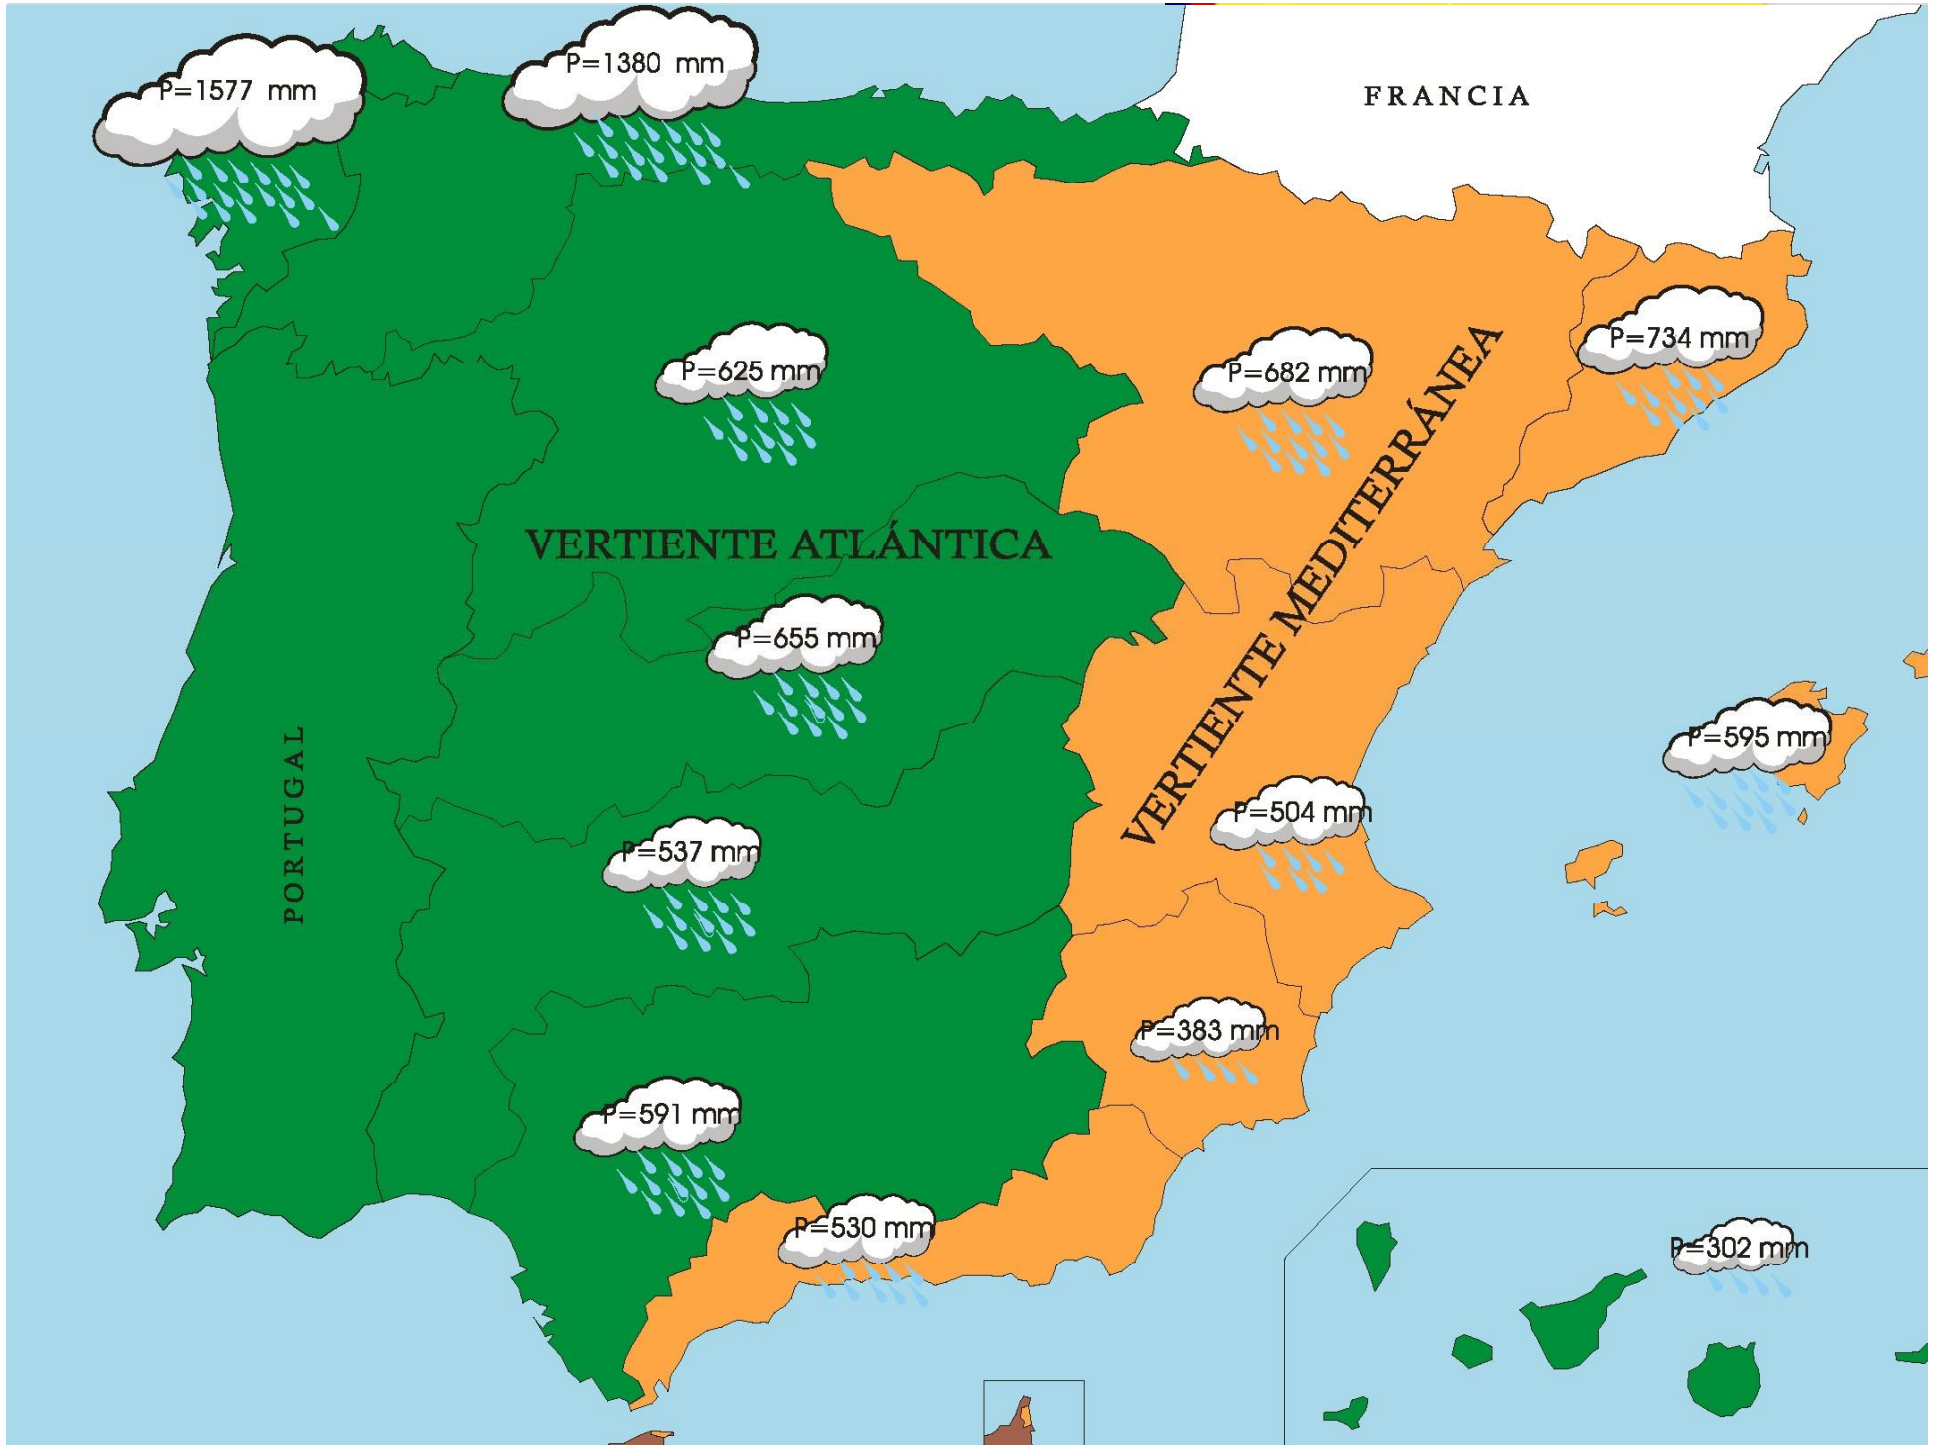 P=1577 mm
P=1380 mm
FRANCIA
P=734 mm
P=625 mm
P=682 mm
VERTIENTE ATLÁNTICA
VERTIENTE MEDITERRÁNEA
P=655 mm
P=595 mm
PORTUGAL
P=504 mm
P=537 mm
P=383 mm
P=591 mm
P=530 mm
P=302 mm